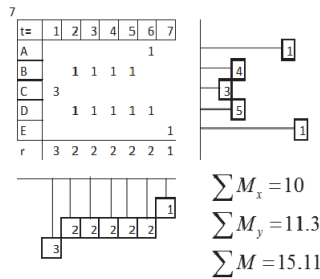 7
t= 1 2 3 4 5 6 7
A 1
B 1 1 1 1
C 3
D 1 1 1 1 1
E 1
r 3 2 2 2 2 2 1
1
4
3
5
1
3 2 2 2 2 2 1
∑ M_x = 10
∑ M_y = 11.3
∑ M = 15.11